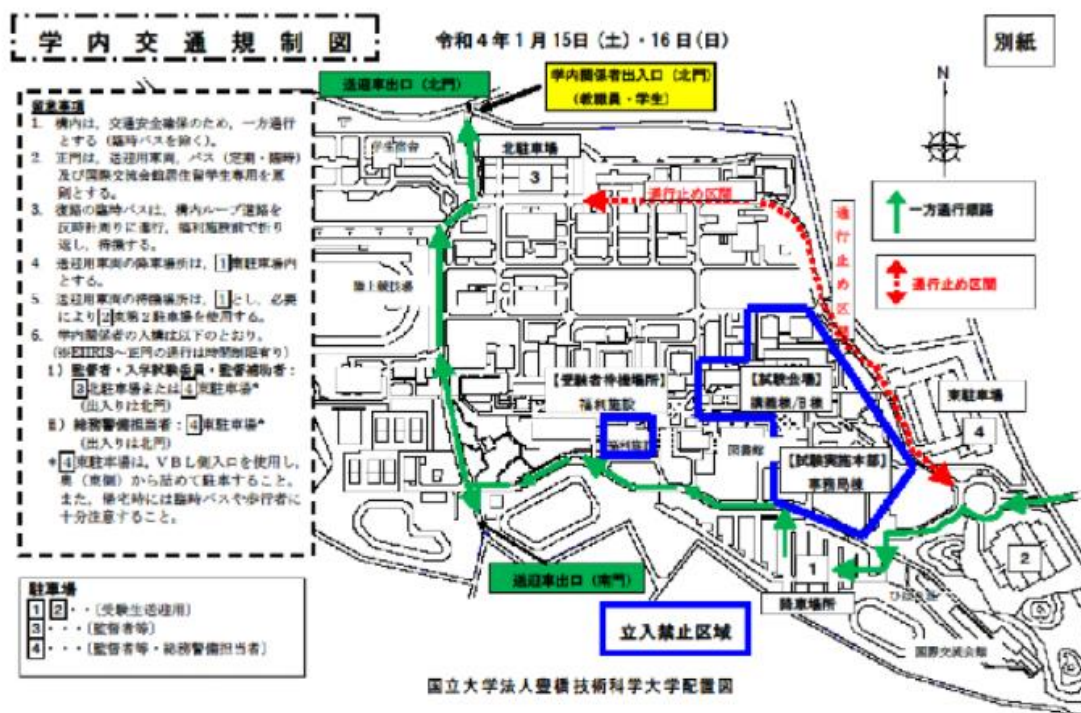 学内交通規制図
令和4年1月15日(土)・16日(日)
別紙
送迎車出口(北門)
学内関係者出入口(北門)
(教職員・学生)
N
留意事項
1. 構内は、交通安全確保のため、一方通行
とする(臨時バスを除く)。
2. 正門は、送迎用車両、バス(定期・臨時)
及び国際交流会館居住留学生専用を原
則とする。
3. 復路の臨時バスは、構内ループ道路を
反時計周りに進行、福利施設前で折り
返し、待機する。
4 送迎用車両の降車場所は、1南駐車場内
とする。
5. 送迎用車両の待機場所は、1とし、必要
により2東第2駐車場を使用する。
6. 学内関係者の入構は以下のとおり。
(※EIIRIS~正門の通行は時間制限有り)
Ⅰ)監督者・入学試験委員・監督補助者:
3北駐車場または4東駐車場*
(出入りは北門)
Ⅱ)総務警備担当者:4東駐車場*
(出入りは北門)
*4東駐車場は、VBL側入口を使用し、
奥(東側)から詰めて駐車すること。
また、帰宅時には臨時バスや歩行者に
十分注意すること。
学生宿舎
北駐車場
3
通行止め区間
通行止め区間
一方通行順路
通行止め区間
陸上競技場
【受験者待機場所】
福利施設
福利施設
【試験会場】
講義棟/B棟
図書館
【試験実施本部】
事務局棟
東駐車場
4
2
1
降車場所
ひばり荘
国際交流会館
送迎車出口(南門)
立入禁止区域
駐車場
1 2・・〔受験生送迎用〕
3・・・〔監督者等〕
4・・・〔監督者等・総務警備担当者〕
国立大学法人豊橋技術科学大学配置図